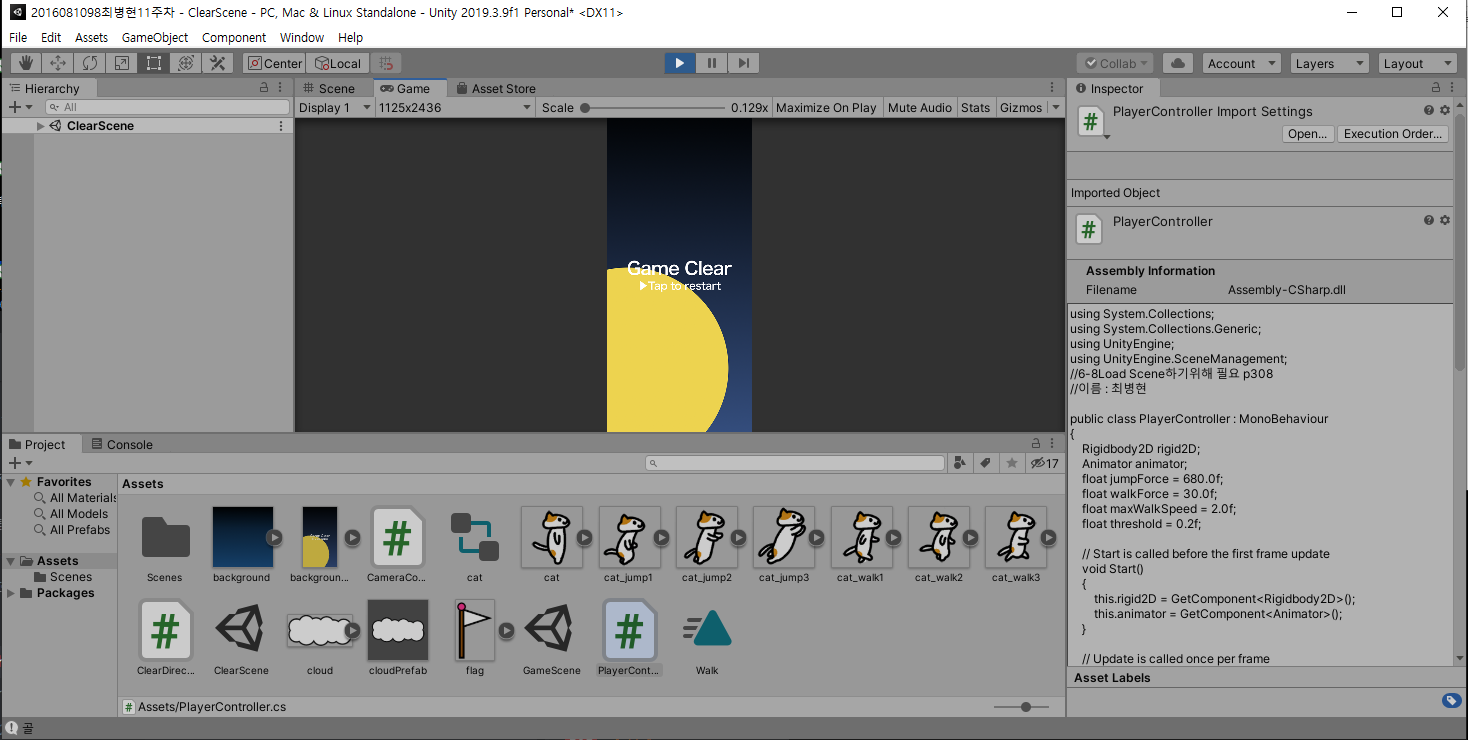 2016081098최병현11주차 - ClearScene - PC, Mac & Linux Standalone - Unity 2019.3.9f1 Personal* <DX11>
File Edit Assets GameObject Component Window Help
Center Local Collab Account Layers Layout
Hierarchy
All
ClearScene
Scene Game Asset Store
Display 1 1125x2436 Scale 0.129x Maximize On Play Mute Audio Stats Gizmos
Game Clear
▶Tap to restart
Inspector
PlayerController Import Settings
Open... Execution Order...
Imported Object
PlayerController
Assembly Information
Filename Assembly-CSharp.dll
using System.Collections;
using System.Collections.Generic;
using UnityEngine;
using UnityEngine.SceneManagement;
//6-8Load Scene하기위해 필요 p308
//이름 : 최병현
public class PlayerController : MonoBehaviour
{
Rigidbody2D rigid2D;
Animator animator;
float jumpForce = 680.0f;
float walkForce = 30.0f;
float maxWalkSpeed = 2.0f;
float threshold = 0.2f;
// Start is called before the first frame update
void Start()
{
this.rigid2D = GetComponent<Rigidbody2D>();
this.animator = GetComponent<Animator>();
}
// Update is called once per frame
Asset Labels
Project Console
17
Favorites
All Materials
All Models
All Prefabs
Assets
Scenes
Packages
Assets
Scenes background backgroun... CameraCo... cat cat cat_jump1 cat_jump2 cat_jump3 cat_walk1 cat_walk2 cat_walk3
ClearDirec... ClearScene cloud cloudPrefab flag GameScene PlayerCont... Walk
Assets/PlayerController.cs
골